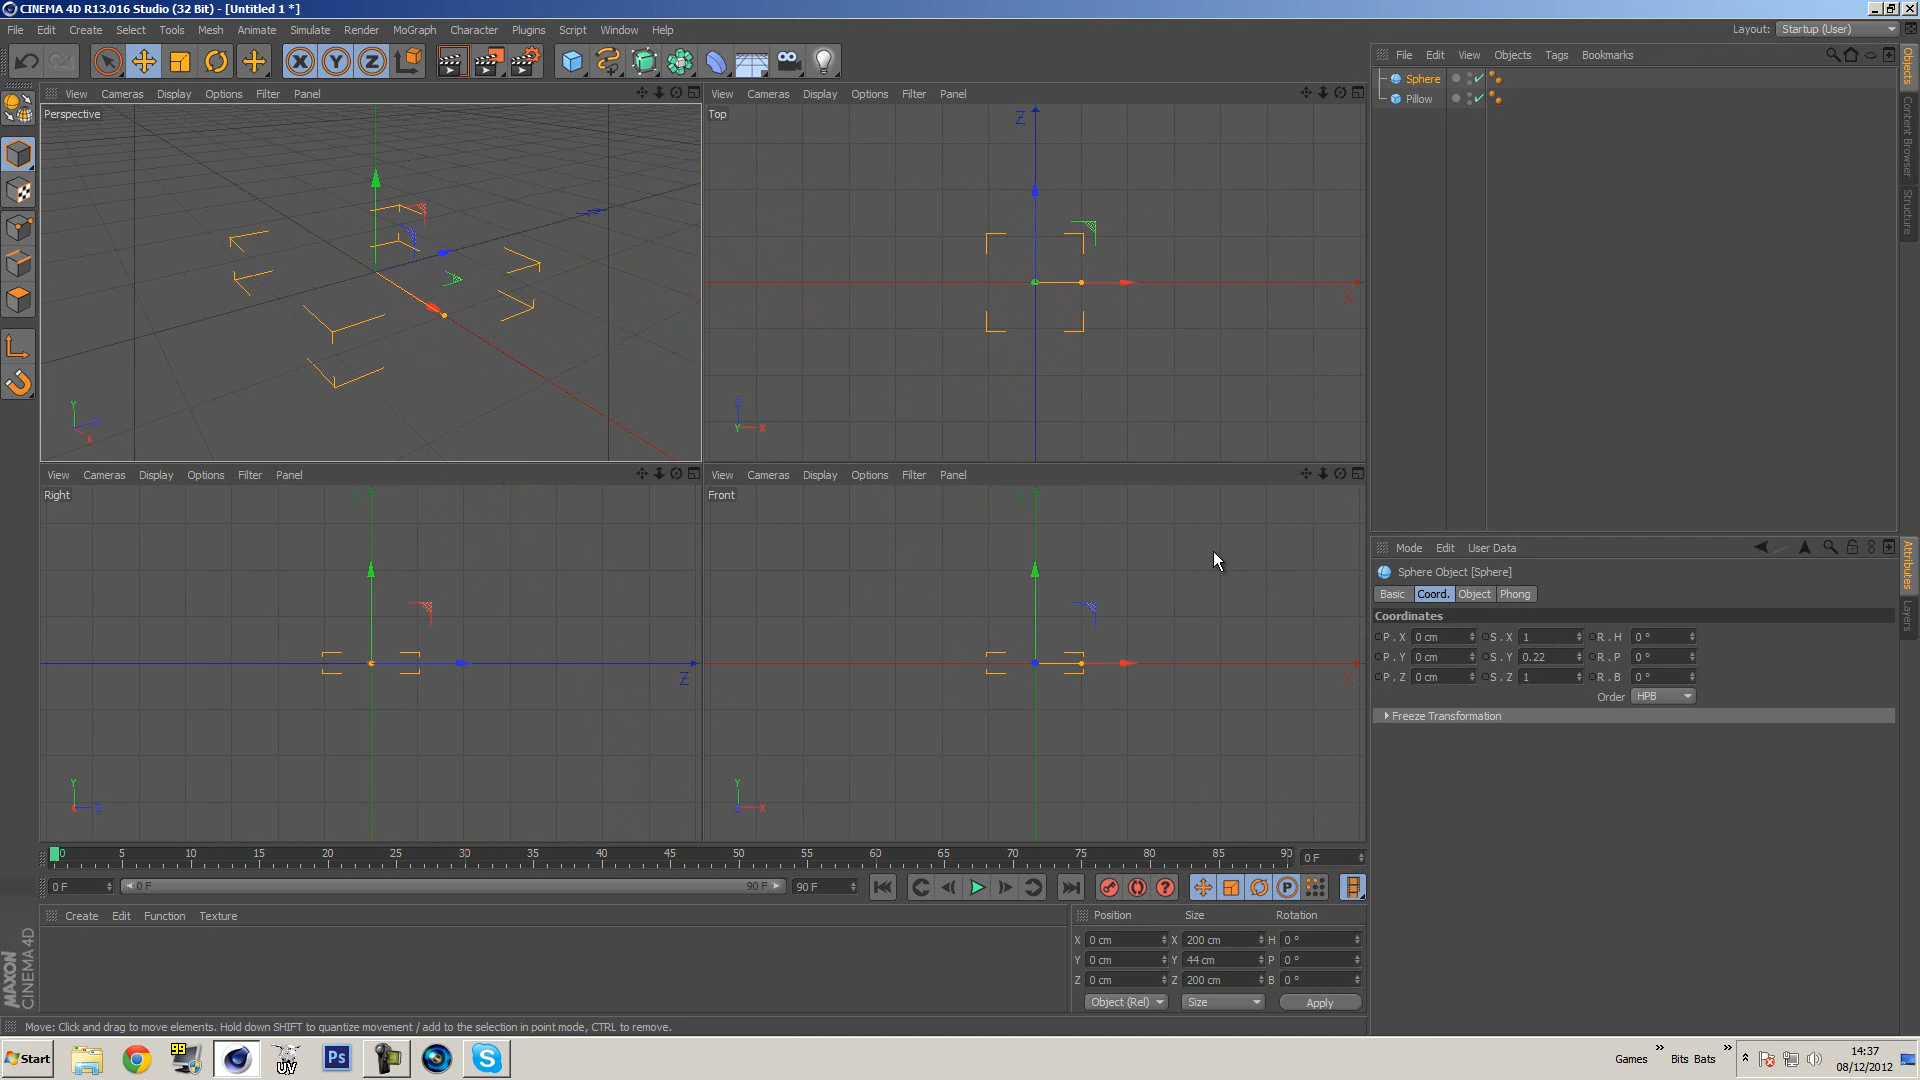 CINEMA 4D R13.016 Studio (32 Bit) - [Untitled 1 *]
File Edit Create Select Tools Mesh Animate Simulate Render MoGraph Character Plugins Script Window Help
Layout: Startup (User)
X Y Z
File Edit View Objects Tags Bookmarks
Sphere
Pillow
Objects
Content Browser
Structure
View Cameras Display Options Filter Panel
Perspective
Y
Z
X
View Cameras Display Options Filter Panel
Top
Z
X
Z
Y X
View Cameras Display Options Filter Panel
Right
Y
Z
Y
Z
View Cameras Display Options Filter Panel
Front
Y
X
Y
Z X
Mode Edit User Data
Attributes
Layers
Sphere Object [Sphere]
Basic Coord. Object Phong
Coordinates
P . X 0 cm S . X 1 R . H 0 °
P . Y 0 cm S . Y 0.22 R . P 0 °
P . Z 0 cm S . Z 1 R . B 0 °
Order HPB
Freeze Transformation
0 5 10 15 20 25 30 35 40 45 50 55 60 65 70 75 80 85 90 0 F
0 F 0 F 90 F 90 F
P
Create Edit Function Texture
Position Size Rotation
X 0 cm X 200 cm H 0 °
Y 0 cm Y 44 cm P 0 °
Z 0 cm Z 200 cm B 0 °
Object (Rel) Size Apply
MAXON
CINEMA 4D
Move: Click and drag to move elements. Hold down SHIFT to quantize movement / add to the selection in point mode, CTRL to remove.
Start 99 UV Ps S Games » Bits Bats »
14:37
08/12/2012